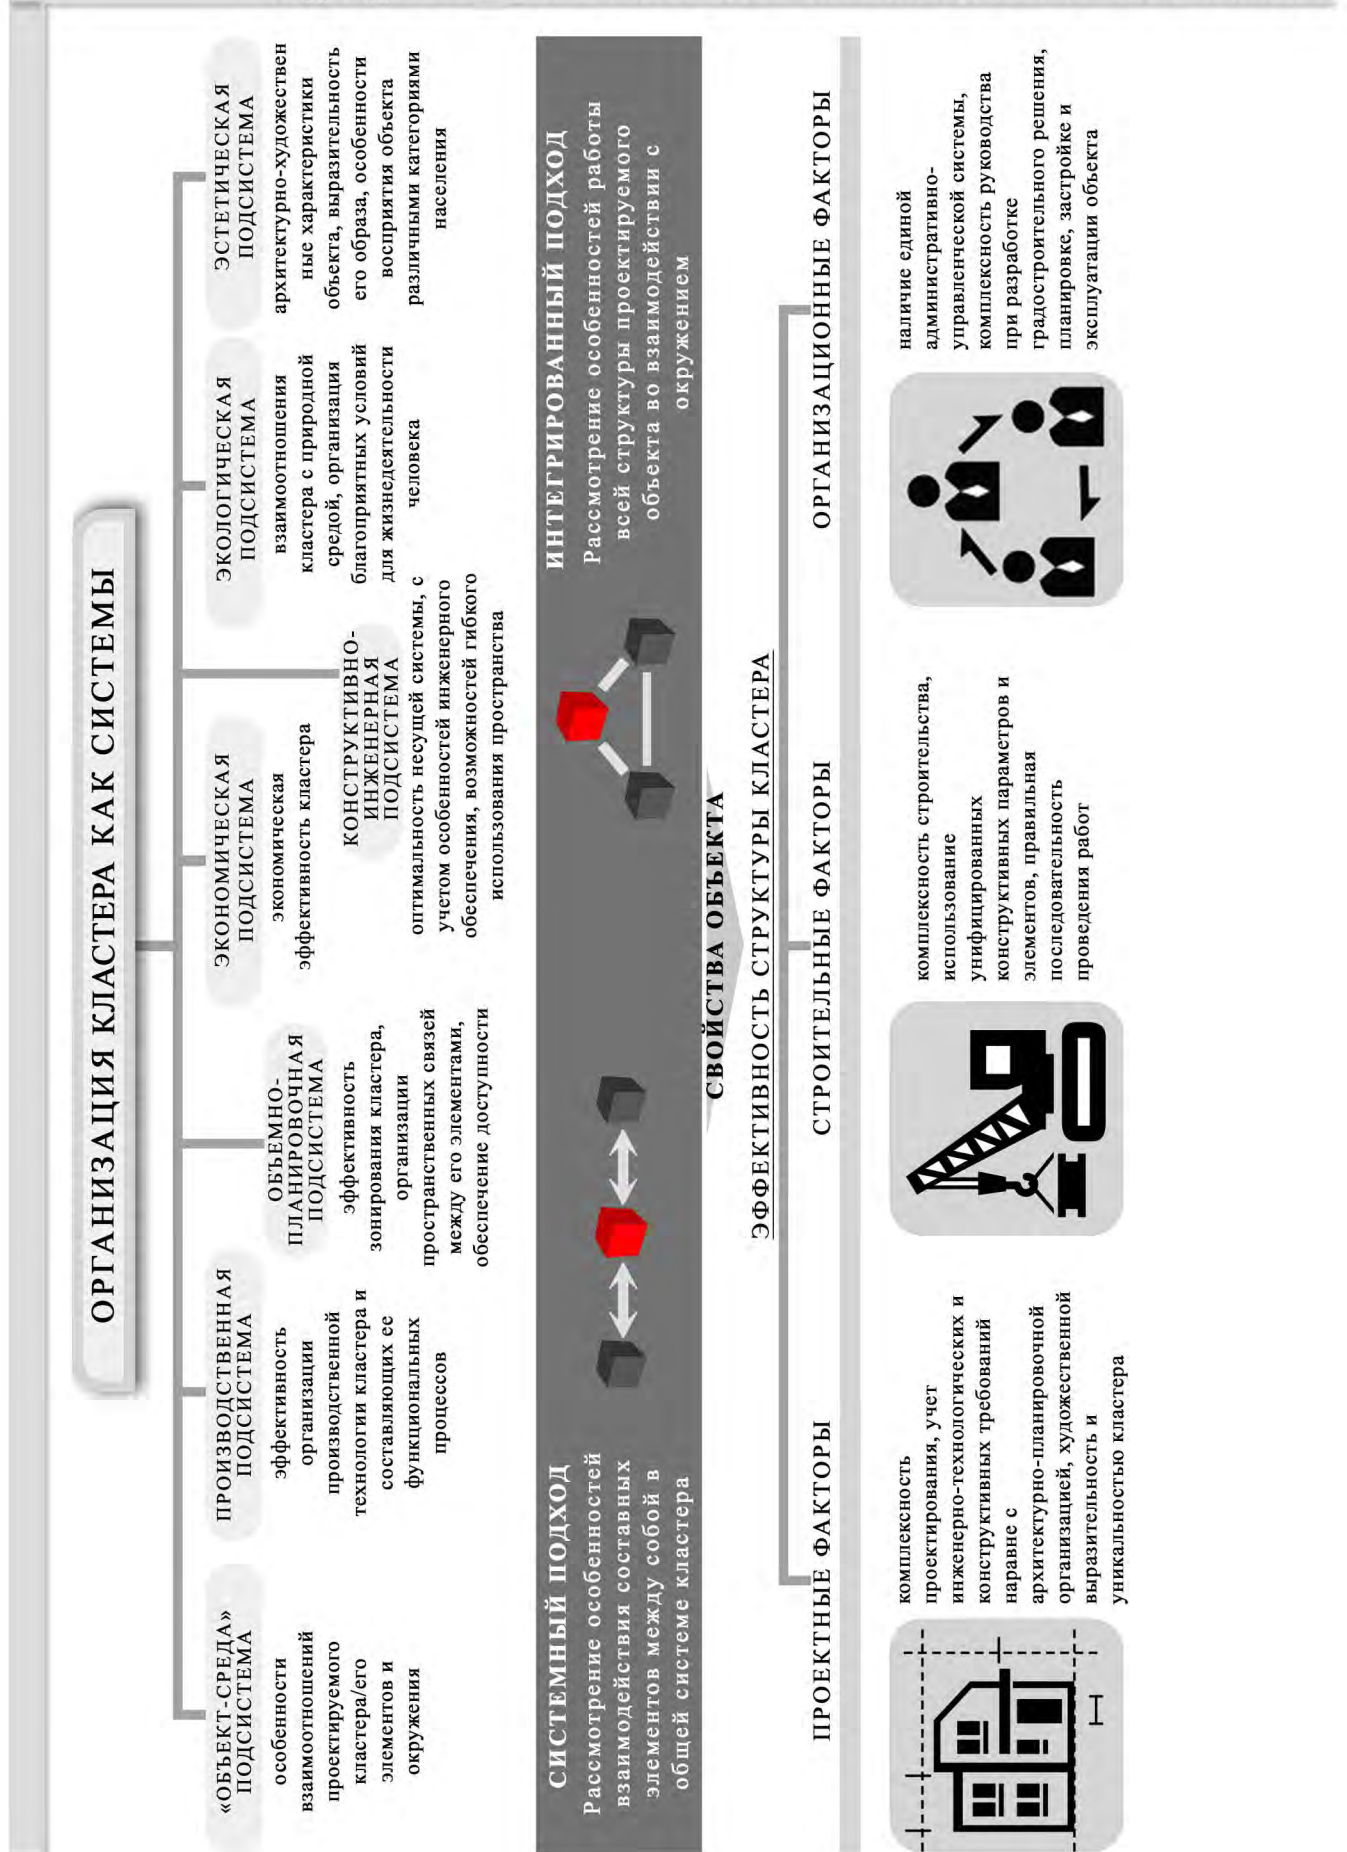 ОРГАНИЗАЦИЯ КЛАСТЕРА КАК СИСТЕМЫ
«ОБЪЕКТ-СРЕДА»
ПОДСИСТЕМА
особенности
взаимоотношений
проектируемого
кластера/его
элементов и
окружения
ПРОИЗВОДСТВЕННАЯ
ПОДСИСТЕМА
эффективность
организации
производственной
технологии кластера и
составляющих ее
функциональных
процессов
ОБЪЕМНО-
ПЛАНИРОВОЧНАЯ
ПОДСИСТЕМА
эффективность
зонирования кластера,
организации
пространственных связей
между его элементами,
обеспечение доступности
ЭКОНОМИЧЕСКАЯ
ПОДСИСТЕМА
экономическая
эффективность кластера
КОНСТРУКТИВНО-
ИНЖЕНЕРНАЯ
ПОДСИСТЕМА
оптимальность несущей системы, с
учетом особенностей инженерного
обеспечения, возможностей гибкого
использования пространства
ЭКОЛОГИЧЕСКАЯ
ПОДСИСТЕМА
взаимоотношения
кластера с природной
средой, организация
благоприятных условий
для жизнедеятельности
человека
ЭСТЕТИЧЕСКАЯ
ПОДСИСТЕМА
архитектурно-художествен
ные характеристики
объекта, выразительность
его образа, особенности
восприятия объекта
различными категориями
населения
СИСТЕМНЫЙ ПОДХОД
Рассмотрение особенностей
взаимодействия составных
элементов между собой в
общей системе кластера
ИНТЕГРИРОВАННЫЙ ПОДХОД
Рассмотрение особенностей работы
всей структуры проектируемого
объекта во взаимодействии с
окружением
СВОЙСТВА ОБЪЕКТА
ЭФФЕКТИВНОСТЬ СТРУКТУРЫ КЛАСТЕРА
ПРОЕКТНЫЕ ФАКТОРЫ
комплексность
проектирования, учет
инженерно-технологических и
конструктивных требований
наравне с
архитектурно-планировочной
организацией, художественной
выразительность и
уникальностью кластера
СТРОИТЕЛЬНЫЕ ФАКТОРЫ
комплексность строительства,
использование
унифицированных
конструктивных параметров и
элементов, правильная
последовательность
проведения работ
ОРГАНИЗАЦИОННЫЕ ФАКТОРЫ
наличие единой
административно-
управленческой системы,
комплексность руководства
при разработке
градостроительного решения,
планировке, застройке и
эксплуатации объекта